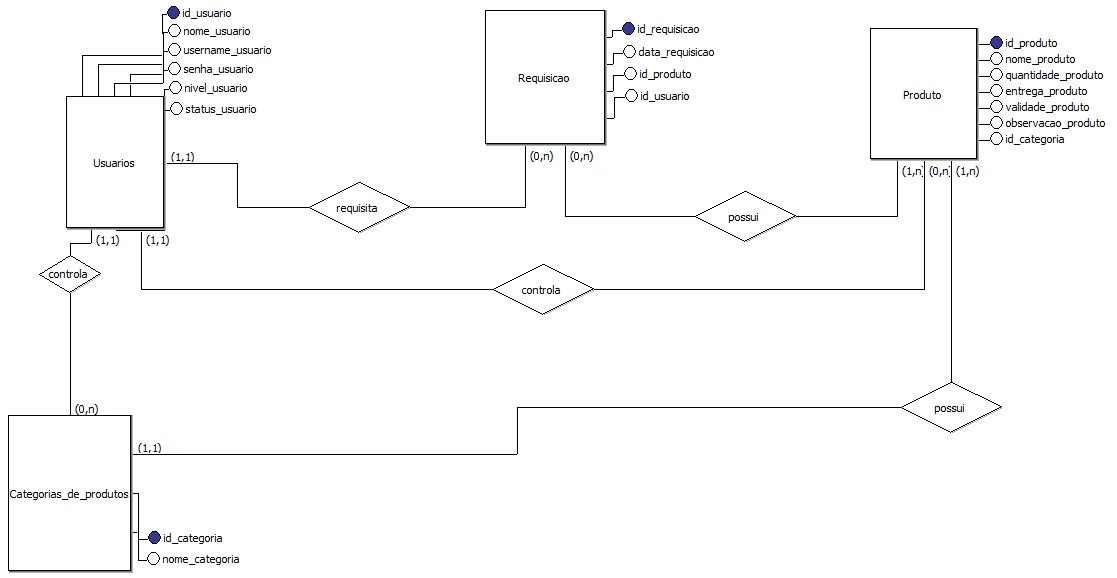 id_usuario
nome_usuario
username_usuario
senha_usuario
nivel_usuario
status_usuario
Usuarios
(1,1)
(1,1)
(1,1)
requisita
Requisicao
id_requisicao
data_requisicao
id_produto
id_usuario
(0,n)
(0,n)
possui
Produto
id_produto
nome_produto
quantidade_produto
entrega_produto
validade_produto
observacao_produto
id_categoria
(1,n)
(0,n)
(1,n)
controla
controla
possui
(0,n)
(1,1)
Categorias_de_produtos
id_categoria
nome_categoria